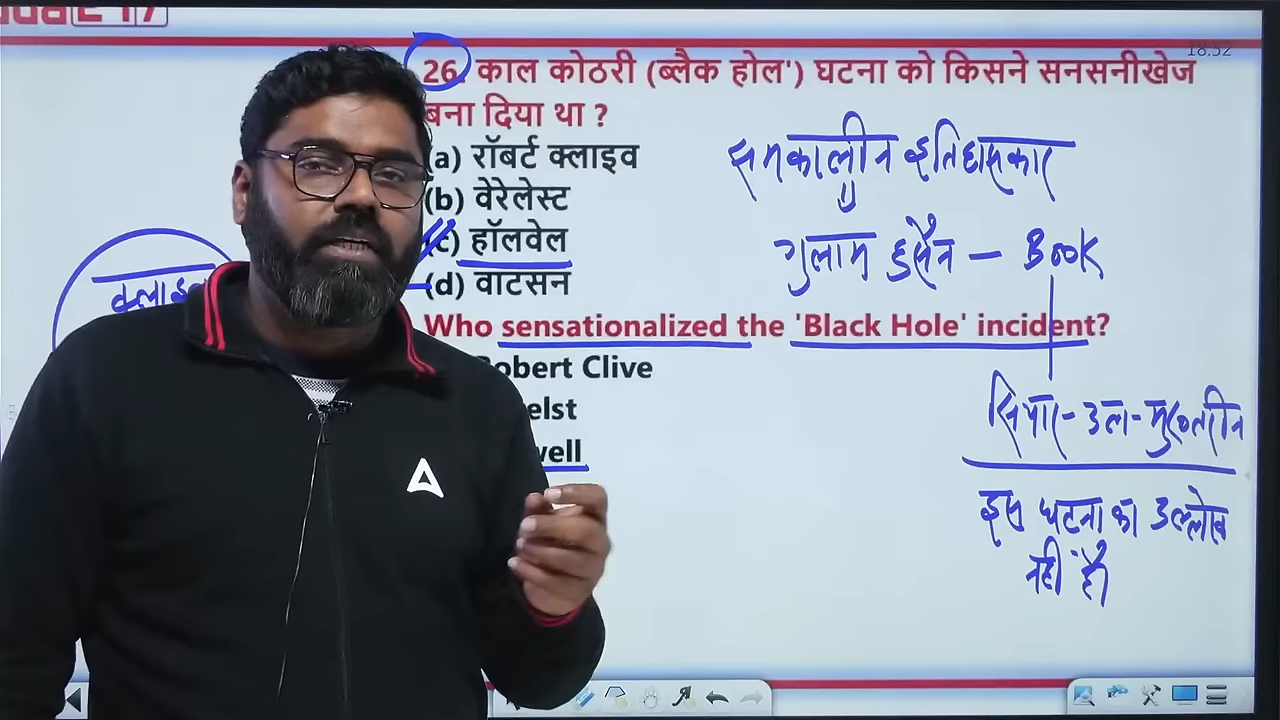 18:52
26. काल कोठरी (ब्लैक होल') घटना को किसने सनसनीखेज
बना दिया था ?
(a) रॉबर्ट क्लाइव
(b) वेरेलेस्ट
(c) हॉलवेल
(d) वाटसन
Who sensationalized the 'Black Hole' incident?
obert Clive
elst
well
समकालीन इतिहासकार
गुलाम हुसैन – Book
सियार-उल-मुत्खरीन
इस घटना का उल्लेख
नहीं है।
क्लाइव